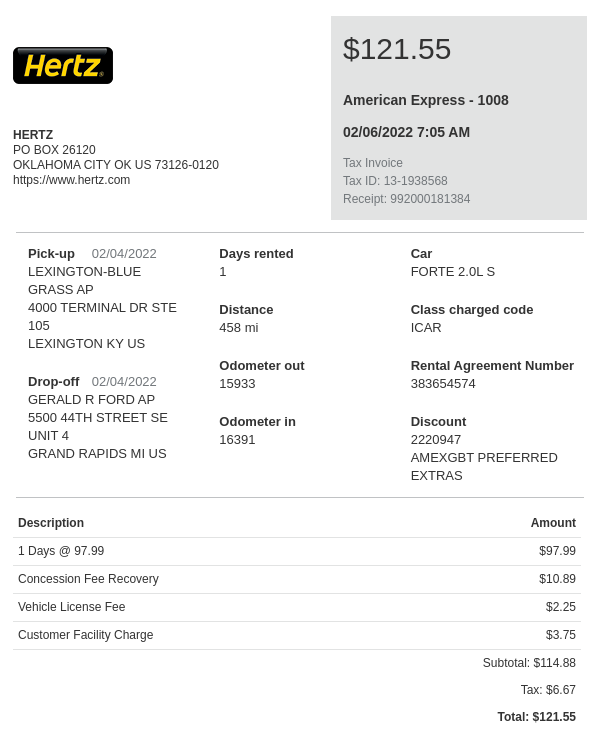 Hertz
HERTZ
PO BOX 26120
OKLAHOMA CITY OK US 73126-0120
https://www.hertz.com
$121.55
American Express - 1008
02/06/2022 7:05 AM
Tax Invoice
Tax ID: 13-1938568
Receipt: 992000181384
Pick-up 02/04/2022
LEXINGTON-BLUE
GRASS AP
4000 TERMINAL DR STE
105
LEXINGTON KY US
Drop-off 02/04/2022
GERALD R FORD AP
5500 44TH STREET SE
UNIT 4
GRAND RAPIDS MI US
Days rented
1
Distance
458 mi
Odometer out
15933
Odometer in
16391
Car
FORTE 2.0L S
Class charged code
ICAR
Rental Agreement Number
383654574
Discount
2220947
AMEXGBT PREFERRED
EXTRAS
Description Amount
1 Days @ 97.99 $97.99
Concession Fee Recovery $10.89
Vehicle License Fee $2.25
Customer Facility Charge $3.75
Subtotal: $114.88
Tax: $6.67
Total: $121.55